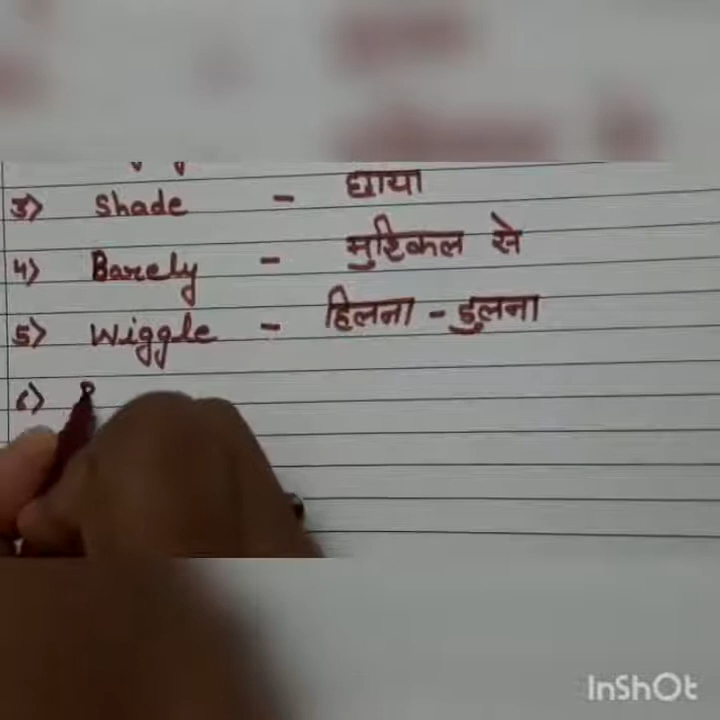 3) Shade - छाया
4) Barely - मुश्किल से
5) Wiggle - हिलना - डुलना
6)
InShOt